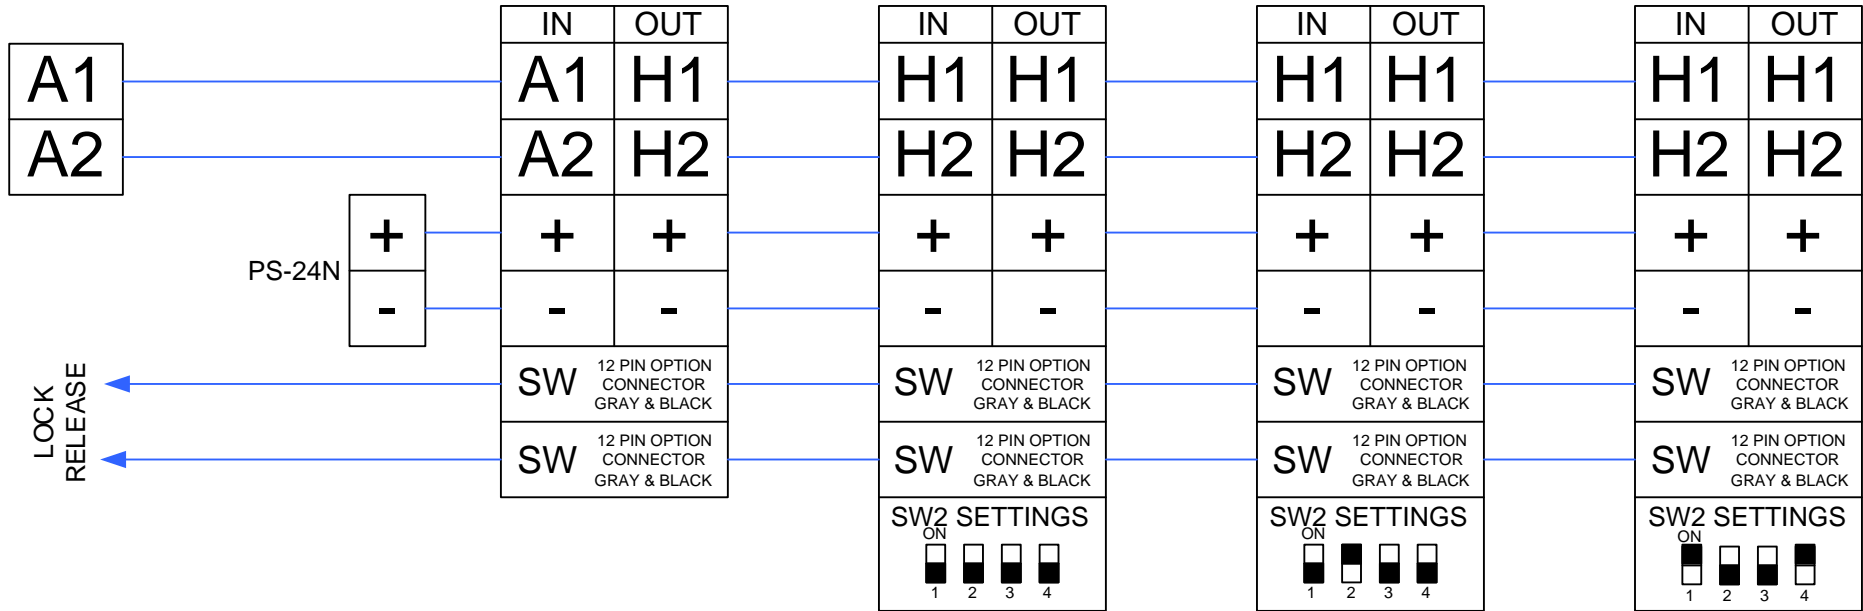 IN OUT IN OUT IN OUT IN OUT
A1 A1 H1 H1 H1 H1 H1 H1 H1
A2 A2 H2 H2 H2 H2 H2 H2 H2
+ + + + + + + + +
PS-24N
- - - - - - - - -
LOCK
RELEASE
SW 12 PIN OPTION
CONNECTOR
GRAY & BLACK
SW 12 PIN OPTION
CONNECTOR
GRAY & BLACK
SW 12 PIN OPTION
CONNECTOR
GRAY & BLACK
SW 12 PIN OPTION
CONNECTOR
GRAY & BLACK
SW 12 PIN OPTION
CONNECTOR
GRAY & BLACK
SW 12 PIN OPTION
CONNECTOR
GRAY & BLACK
SW 12 PIN OPTION
CONNECTOR
GRAY & BLACK
SW 12 PIN OPTION
CONNECTOR
GRAY & BLACK
SW2 SETTINGS
ON
1 2 3 4
SW2 SETTINGS
ON
1 2 3 4
SW2 SETTINGS
ON
1 2 3 4